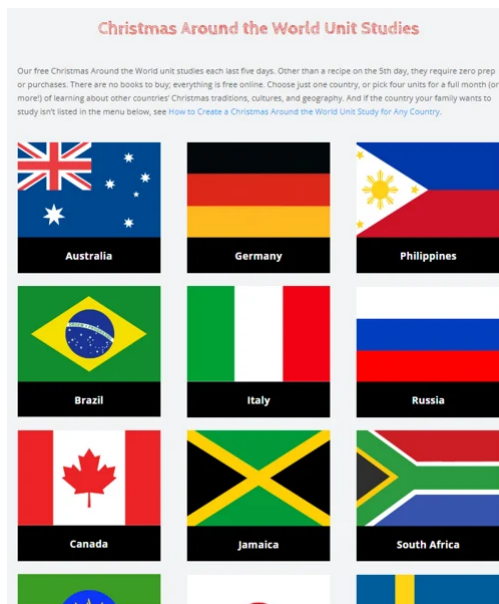 Christmas Around the World Unit Studies
Our free Christmas Around the World unit studies each last five days. Other than a recipe on the 5th day, they require zero prep
or purchases. There are no books to buy; everything is free online. Choose just one country, or pick four units for a full month (or
more!) of learning about other countries' Christmas traditions, cultures, and geography. And if the country your family wants to
study isn't listed in the menu below, see How to Create a Christmas Around the World Unit Study for Any Country.
Australia
Germany
Philippines
Brazil
Italy
Russia
Canada
Jamaica
South Africa